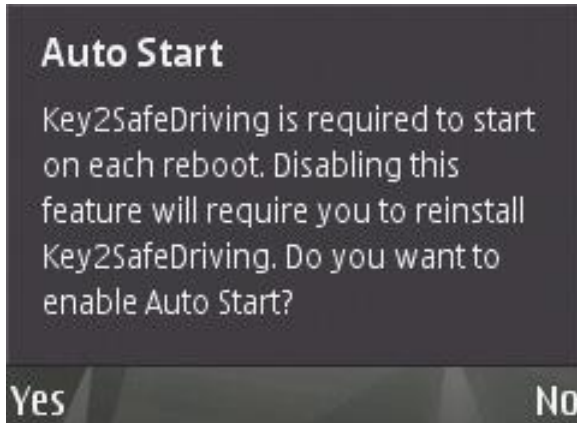 Auto Start
Key2SafeDriving is required to start
on each reboot. Disabling this
feature will require you to reinstall
Key2SafeDriving. Do you want to
enable Auto Start?
Yes
No